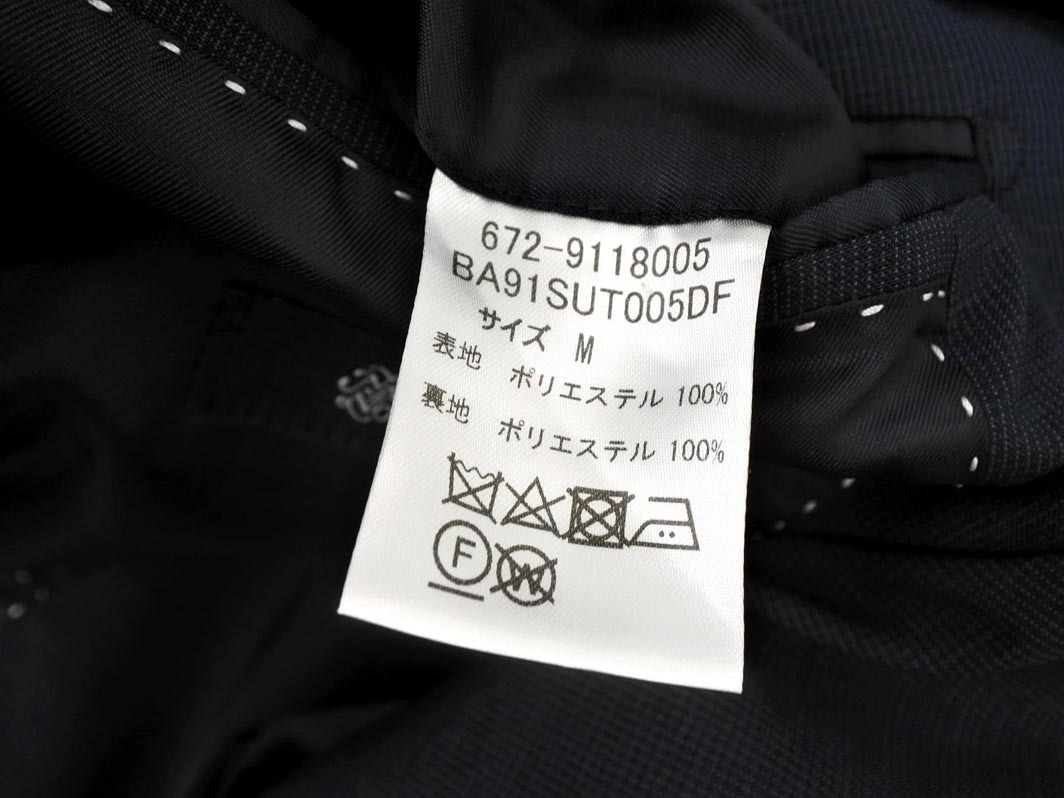 672-9118005
BA91SUT005DF
サイズ M
表地 ポリエステル 100%
裏地 ポリエステル 100%
F W